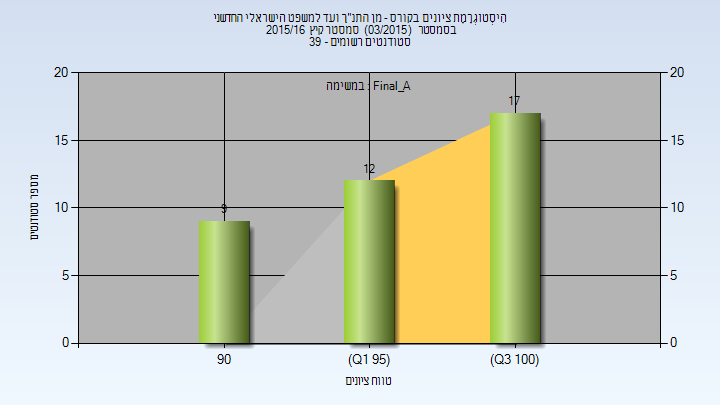 היסטוגרמת ציונים בקורס - מן התנ"ך ועד למשפט הישראלי החדשני
בסמסטר (03/2015) סמסטר קיץ 2015/16
סטודנטים רשומים - 39
במשימה : Final_A
20
15
10
5
0
20
15
10
5
0
9
12
17
90
(Q1 95)
(Q3 100)
מספר סטודנטים
טווח ציונים